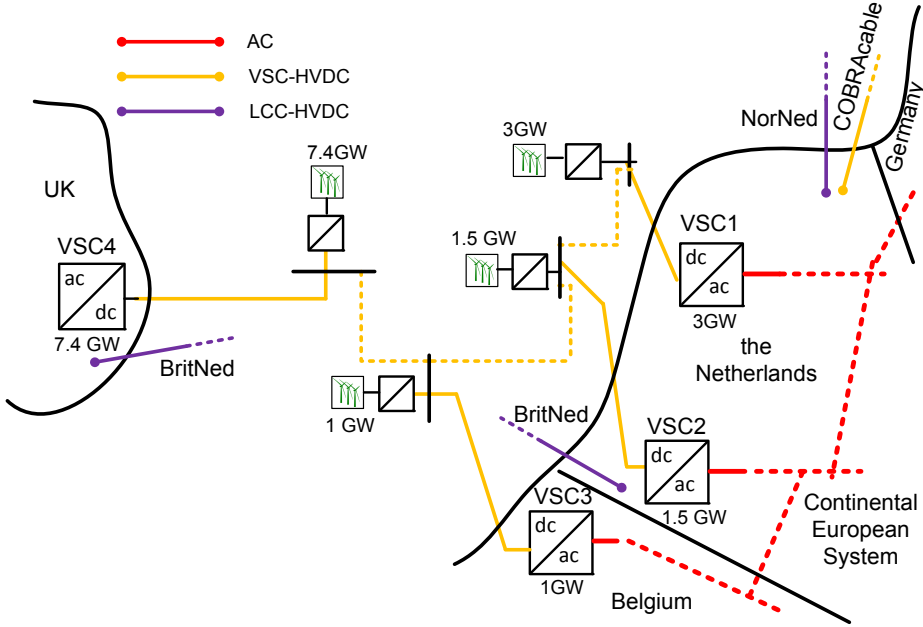 AC
VSC-HVDC
LCC-HVDC
UK
VSC4
ac
dc
7.4 GW
BritNed
7.4GW
3GW
1.5 GW
1 GW
NorNed
COBRAcable
Germany
VSC1
dc
ac
3GW
the
Netherlands
BritNed
VSC2
dc
ac
1.5 GW
VSC3
dc
ac
1GW
Belgium
Continental
European
System